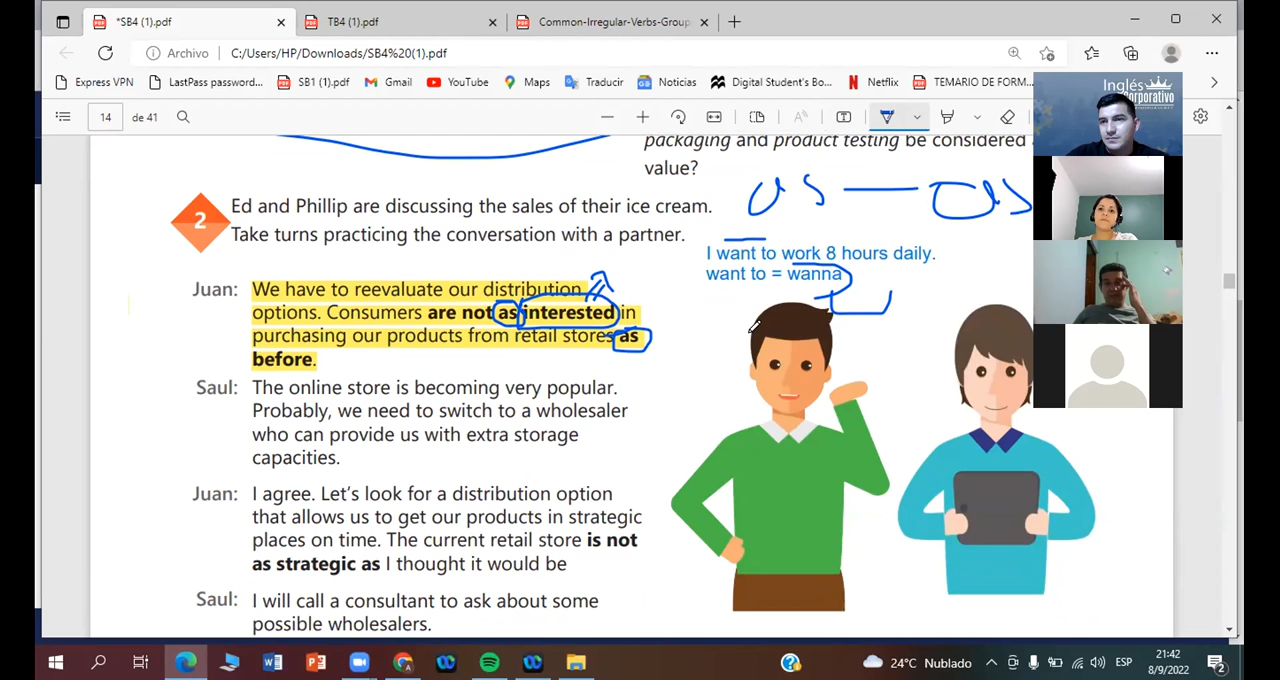 *SB4 (1).pdf
TB4 (1).pdf
Common-Irregular-Verbs-Group
Archivo
C:/Users/HP/Downloads/SB4%20(1).pdf
Express VPN
LastPass password...
SB1 (1).pdf
Gmail
YouTube
Maps
Traducir
Noticias
Digital Student's Bo...
Netflix
TEMARIO DE FORM...
14
de 41
Inglés
Corporativo
packaging and product testing be considered
value?
as — as
2
Ed and Phillip are discussing the sales of their ice cream.
Take turns practicing the conversation with a partner.
I want to work 8 hours daily.
want to = wanna
Juan: We have to reevaluate our distribution
options. Consumers are not as interested in
purchasing our products from retail stores as
before.
Saul: The online store is becoming very popular.
Probably, we need to switch to a wholesaler
who can provide us with extra storage
capacities.
Juan: I agree. Let's look for a distribution option
that allows us to get our products in strategic
places on time. The current retail store is not
as strategic as I thought it would be
Saul: I will call a consultant to ask about some
possible wholesalers.
24°C Nublado
ESP
21:42
8/9/2022
2